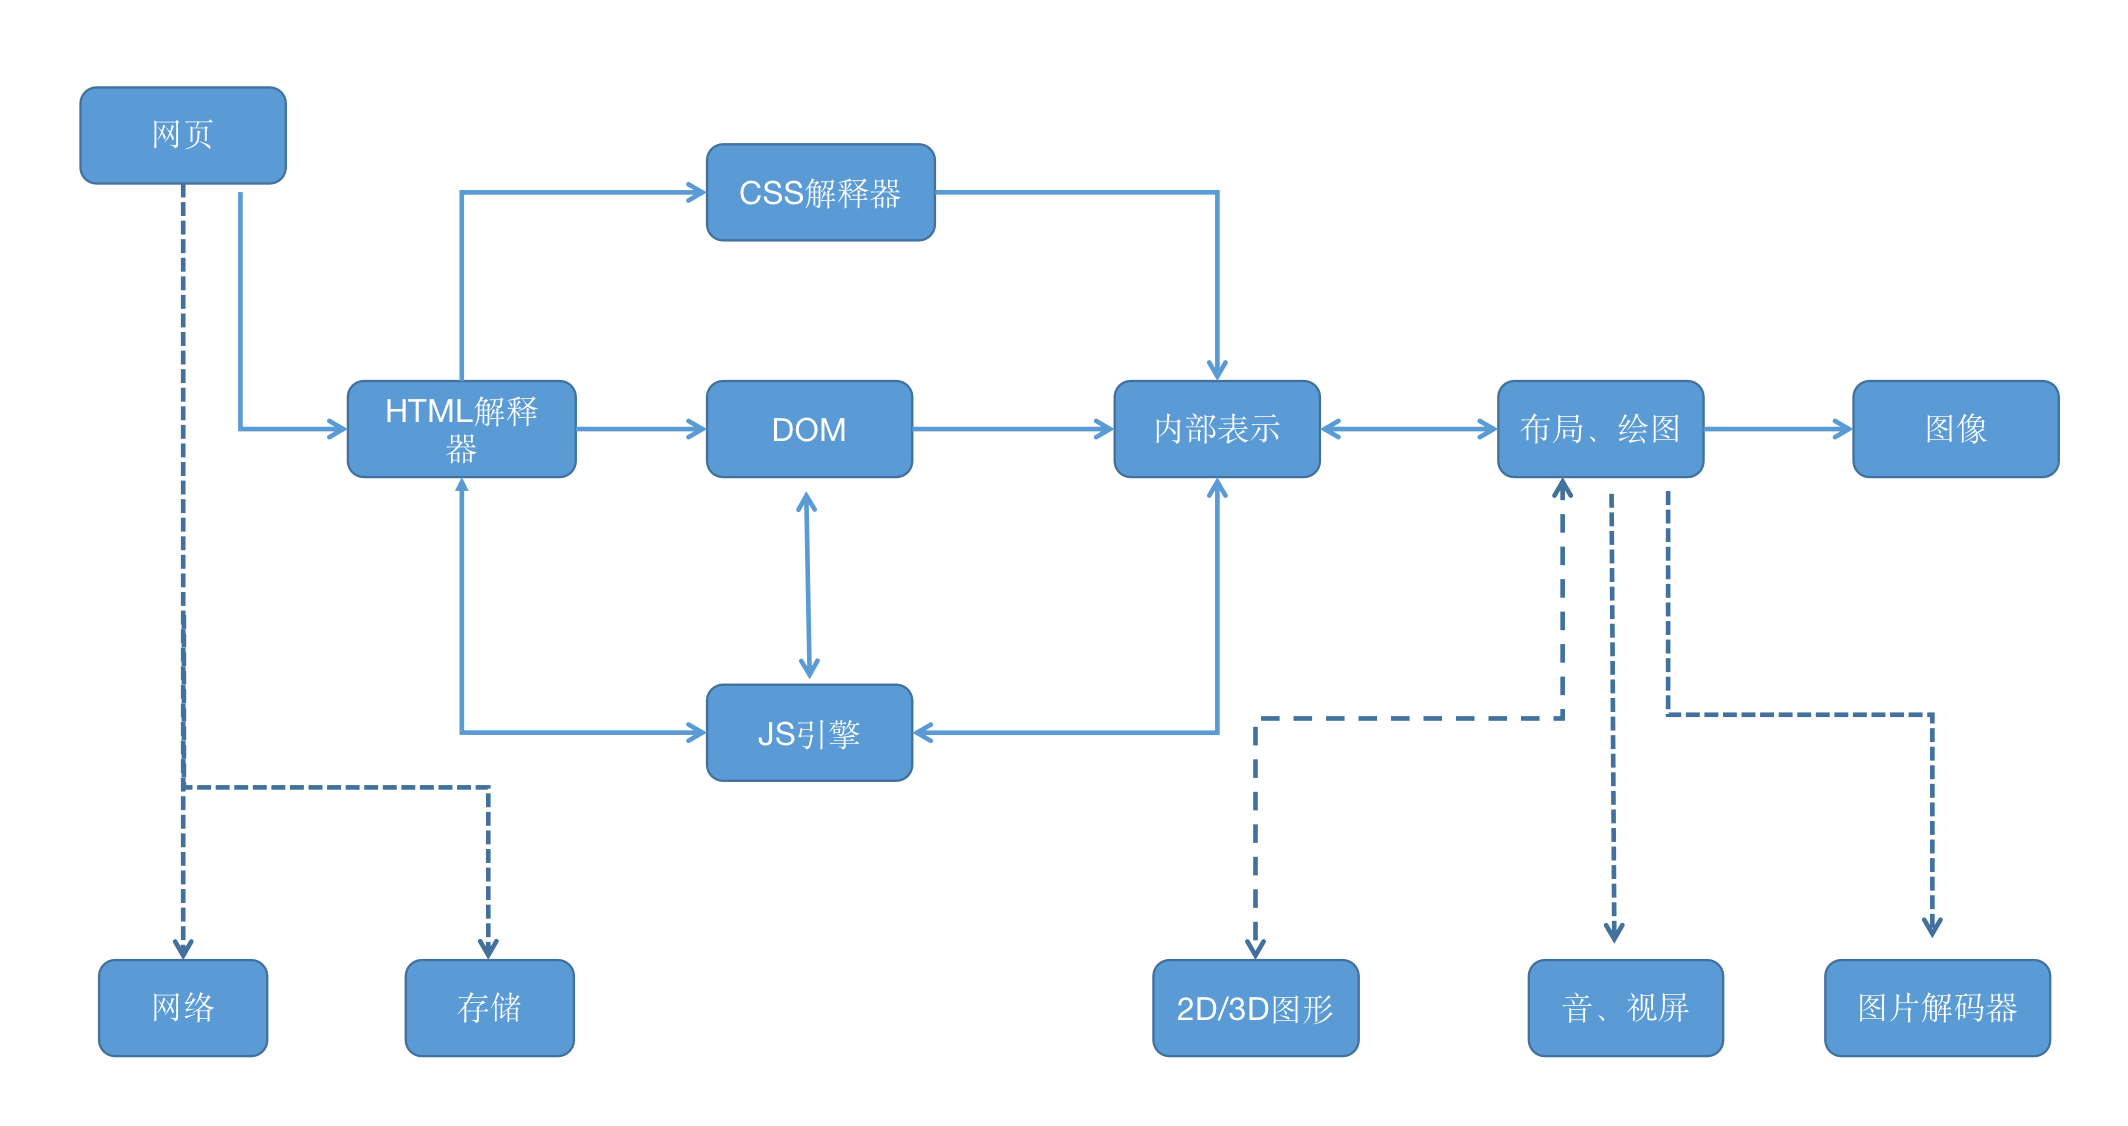 网页
CSS解释器
HTML解释
器
DOM
内部表示
布局、绘图
图像
JS引擎
网络
存储
2D/3D图形
音、视屏
图片解码器